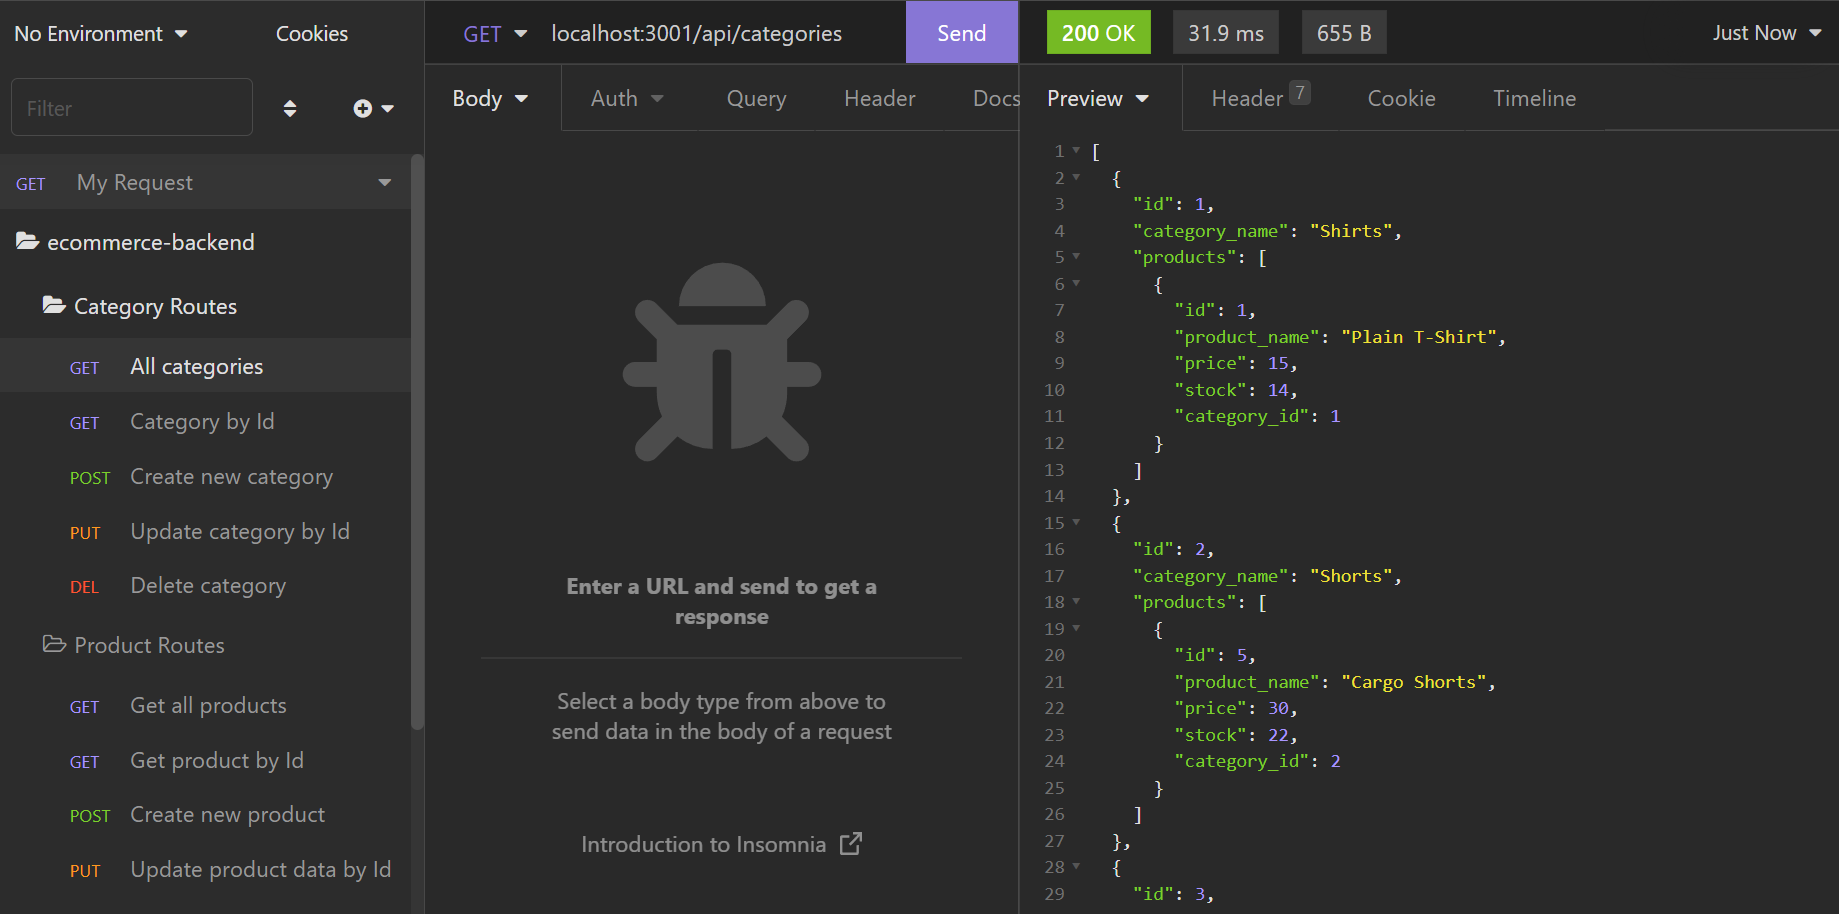 No Environment
Cookies
Filter
GET My Request
ecommerce-backend
Category Routes
GET All categories
GET Category by Id
POST Create new category
PUT Update category by Id
DEL Delete category
Product Routes
GET Get all products
GET Get product by Id
POST Create new product
PUT Update product data by Id
GET localhost:3001/api/categories Send
Body Auth Query Header Docs
Enter a URL and send to get a
response
Select a body type from above to
send data in the body of a request
Introduction to Insomnia
200 OK 31.9 ms 655 B Just Now
Preview Header 7 Cookie Timeline
1 [
2 {
3 "id": 1,
4 "category_name": "Shirts",
5 "products": [
6 {
7 "id": 1,
8 "product_name": "Plain T-Shirt",
9 "price": 15,
10 "stock": 14,
11 "category_id": 1
12 }
13 ]
14 },
15 {
16 "id": 2,
17 "category_name": "Shorts",
18 "products": [
19 {
20 "id": 5,
21 "product_name": "Cargo Shorts",
22 "price": 30,
23 "stock": 22,
24 "category_id": 2
25 }
26 ]
27 },
28 {
29 "id": 3,